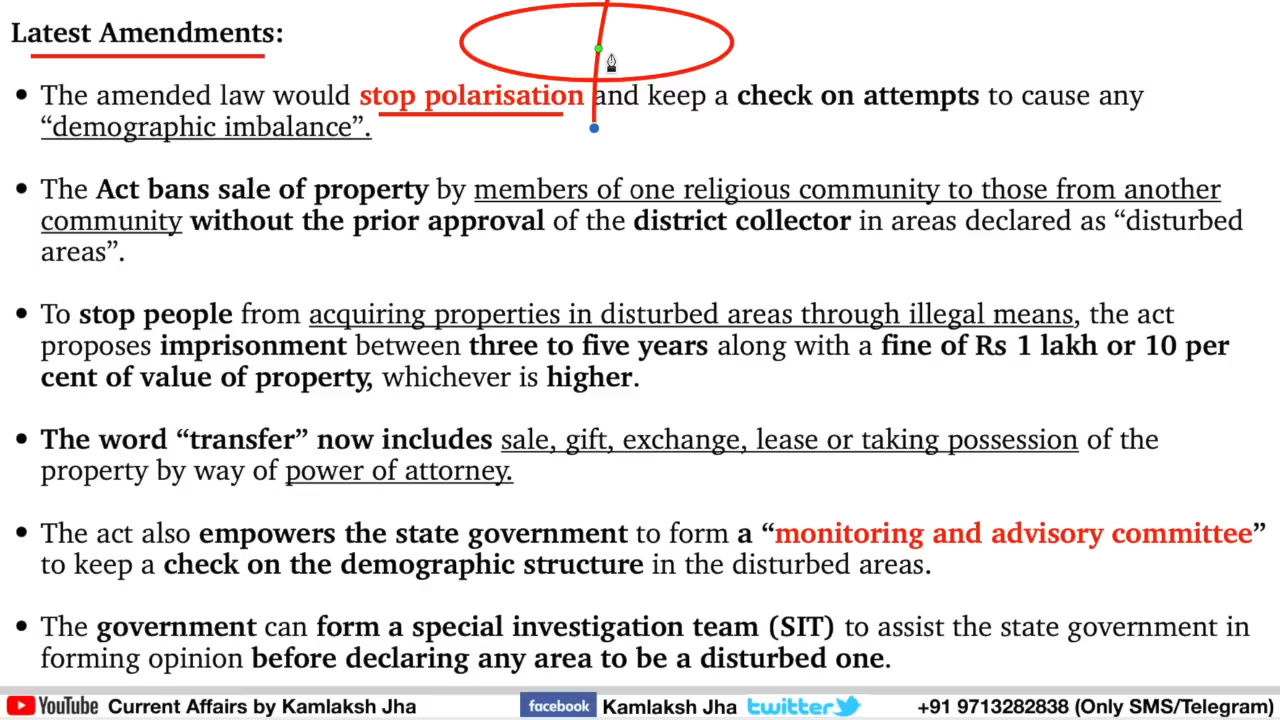 Latest Amendments:
• The amended law would stop polarisation and keep a check on attempts to cause any
“demographic imbalance”.
• The Act bans sale of property by members of one religious community to those from another
community without the prior approval of the district collector in areas declared as “disturbed
areas”.
• To stop people from acquiring properties in disturbed areas through illegal means, the act
proposes imprisonment between three to five years along with a fine of Rs 1 lakh or 10 per
cent of value of property, whichever is higher.
• The word “transfer” now includes sale, gift, exchange, lease or taking possession of the
property by way of power of attorney.
• The act also empowers the state government to form a “monitoring and advisory committee”
to keep a check on the demographic structure in the disturbed areas.
• The government can form a special investigation team (SIT) to assist the state government in
forming opinion before declaring any area to be a disturbed one.
YouTube Current Affairs by Kamlaksh Jha facebook Kamlaksh Jha twitter +91 9713282838 (Only SMS/Telegram)